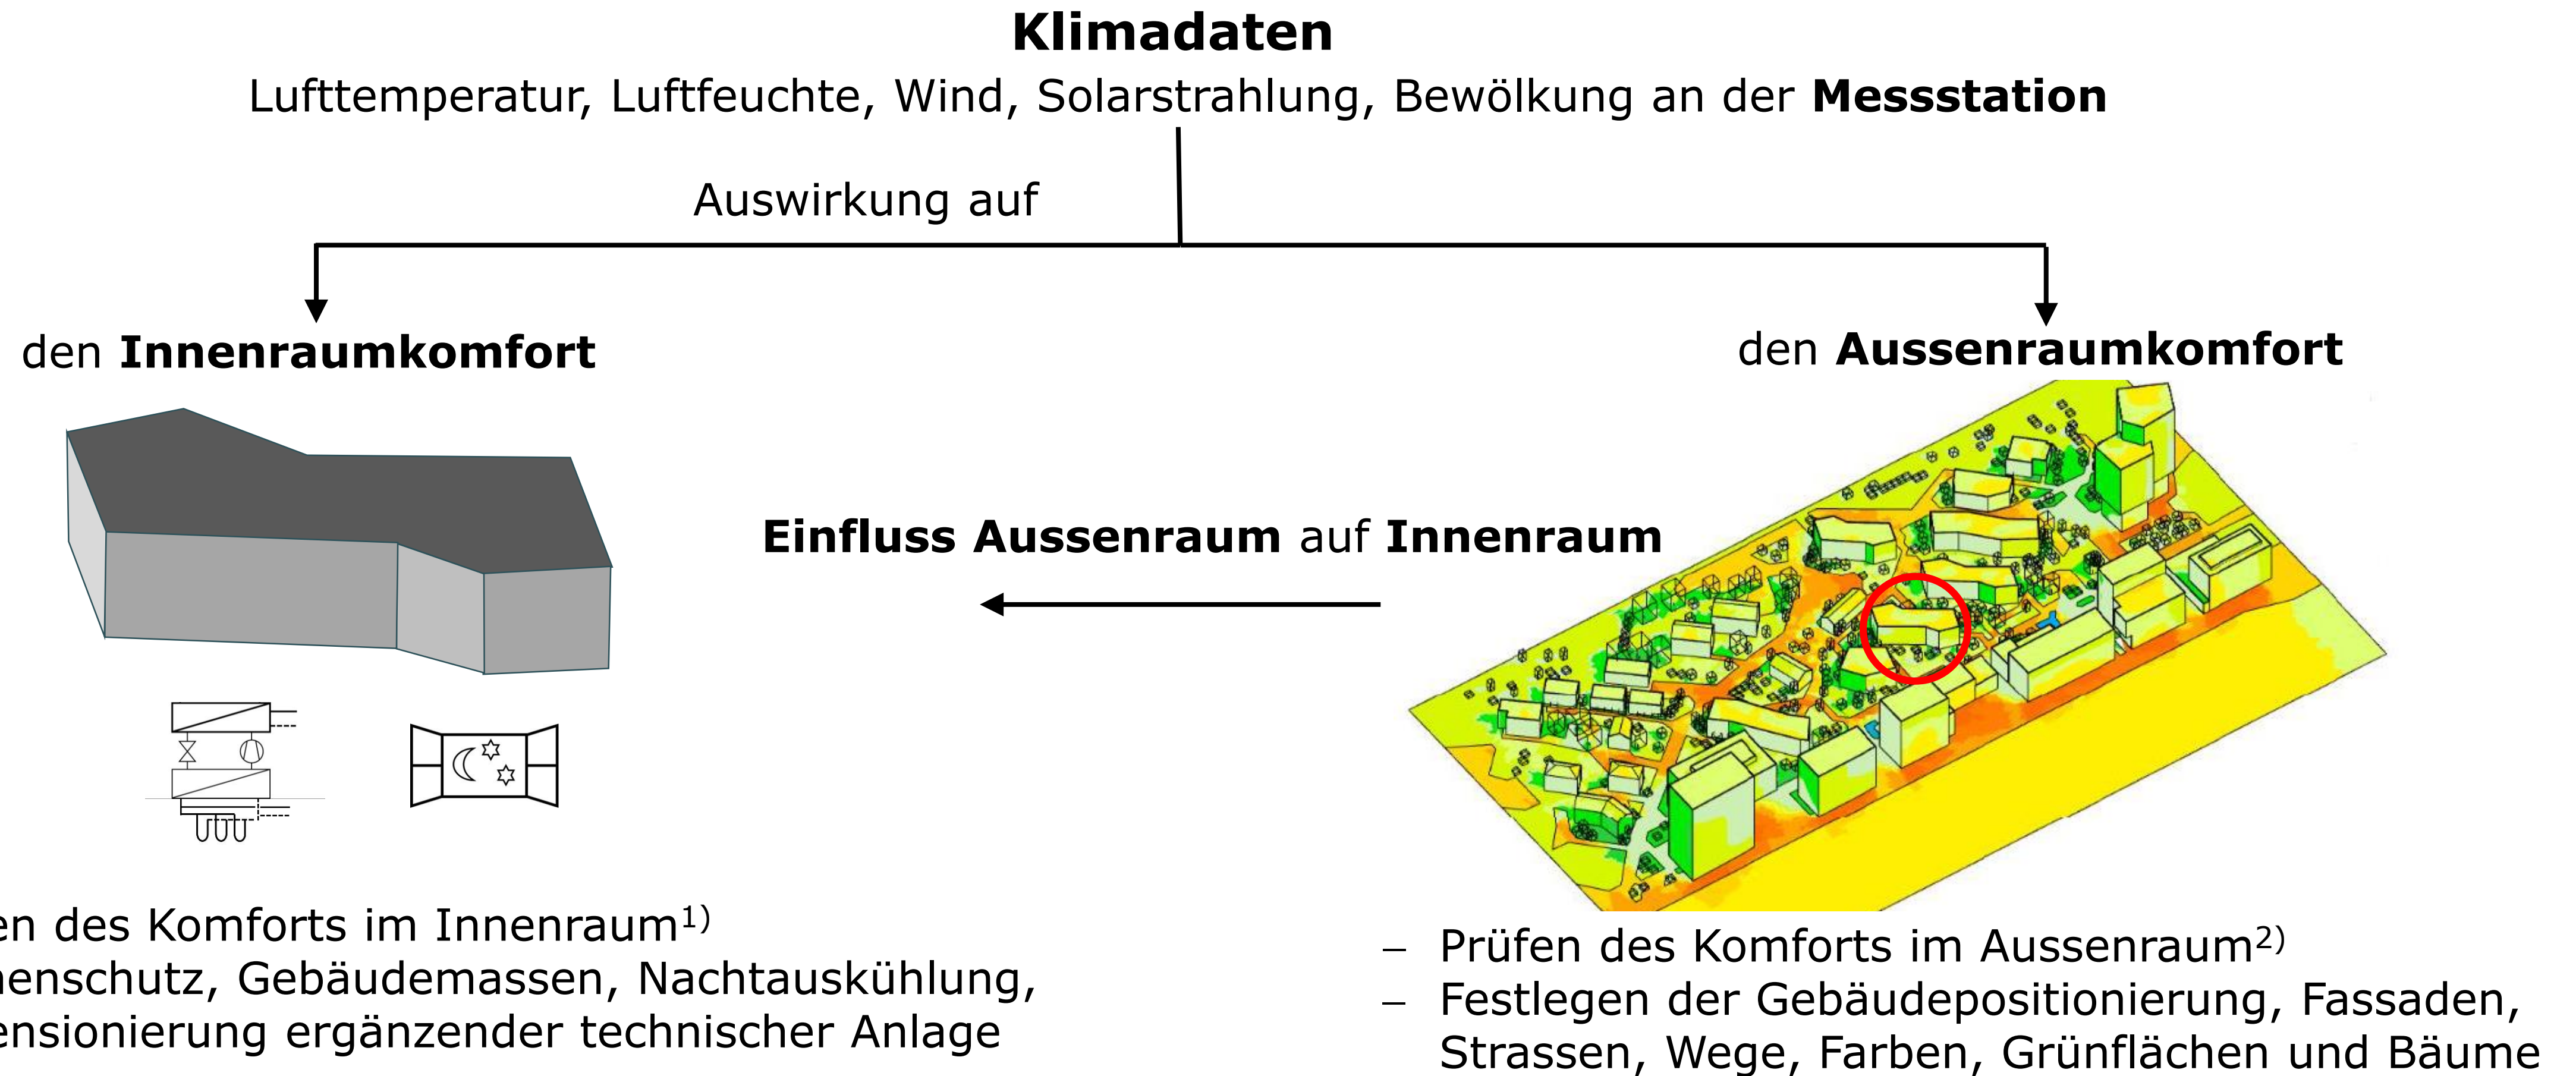 Klimadaten
Lufttemperatur, Luftfeuchte, Wind, Solarstrahlung, Bewölkung an der Messstation
Auswirkung auf
den Innenraumkomfort
den Aussenraumkomfort
Einfluss Aussenraum auf Innenraum
en des Komforts im Innenraum1)
enschutz, Gebäudemassen, Nachtauskühlung,
ensionierung ergänzender technischer Anlage
– Prüfen des Komforts im Aussenraum2)
– Festlegen der Gebäudepositionierung, Fassaden,
Strassen, Wege, Farben, Grünflächen und Bäume